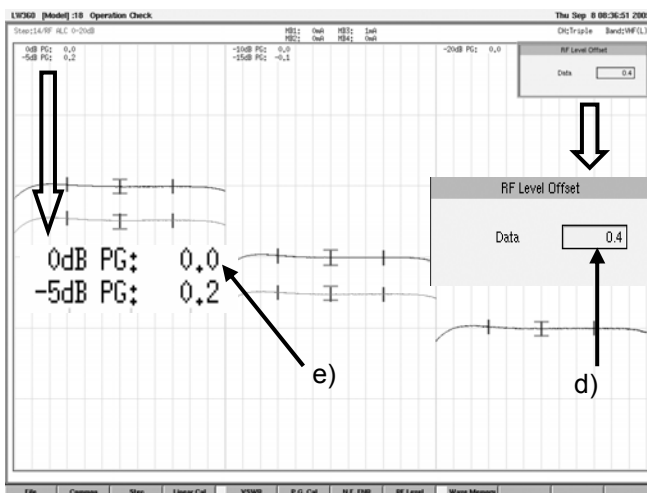 LW360 [Model]:18 Operation Check
Thu Sep 8 08:36:51 200
Step:14/RF ALC 0-20dB
MB1: 0mA MB3: 1mA
MB2: 0mA MB4: 0mA
CH:Triple Band:VHF(L)
0dB PG: 0.0
-5dB PG: 0.2
-10dB PG: 0.0
-15dB PG: -0.1
-20dB PG: 0.0
RF Level Offset
Data 0.4
RF Level Offset
Data 0.4
0dB PG: 0.0
-5dB PG: 0.2
e)
d)
File Common Step Linear Cal VSWR P.G. Cal N.F. ENR RF Level Wave Memory